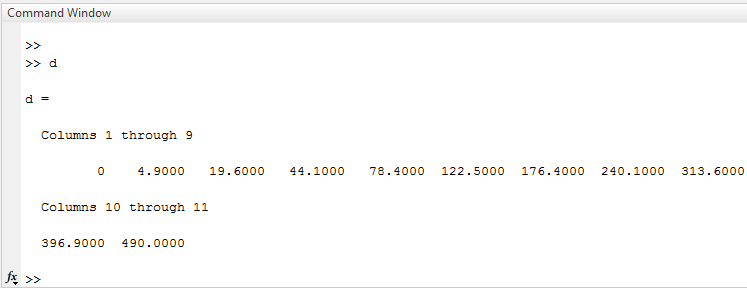 Command Window
>>
>> d
d =
Columns 1 through 9
0 4.9000 19.6000 44.1000 78.4000 122.5000 176.4000 240.1000 313.6000
Columns 10 through 11
396.9000 490.0000
fx >>